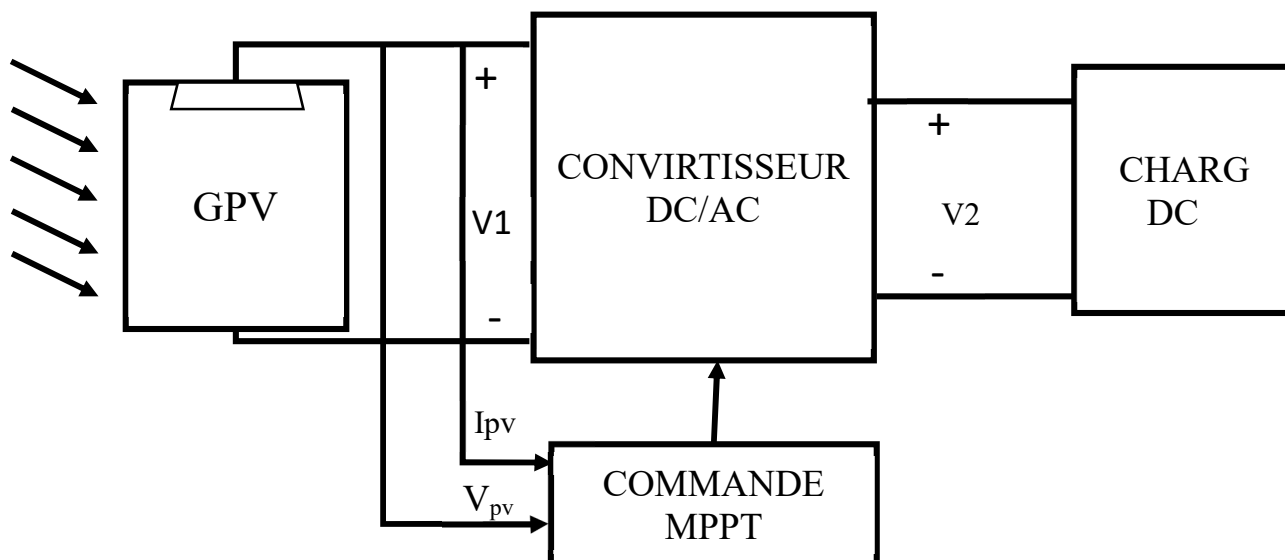 +
CONVIRTISSEUR
DC/AC
+
CHARG
DC
GPV
V1
V2
-
-
Ipv
Vpv
COMMANDE
MPPT